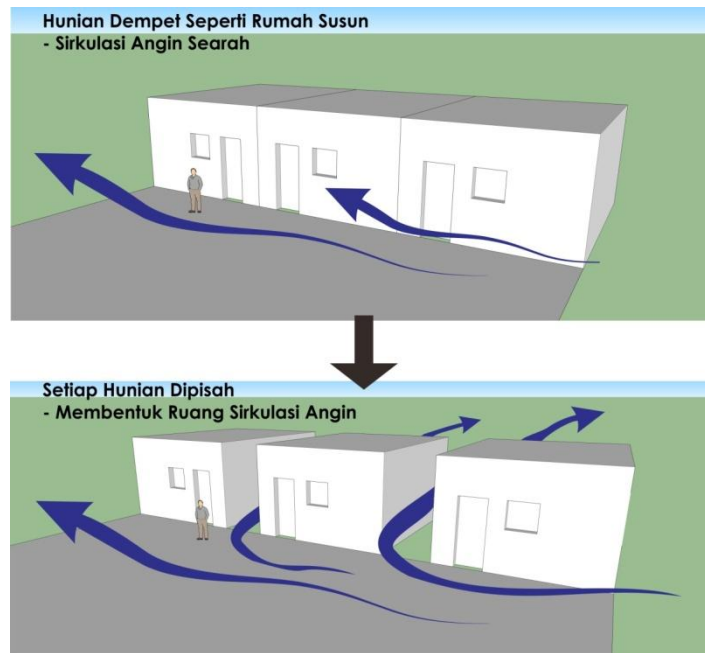 Hunian Dempet Seperti Rumah Susun
- Sirkulasi Angin Searah
Setiap Hunian Dipisah
- Membentuk Ruang Sirkulasi Angin